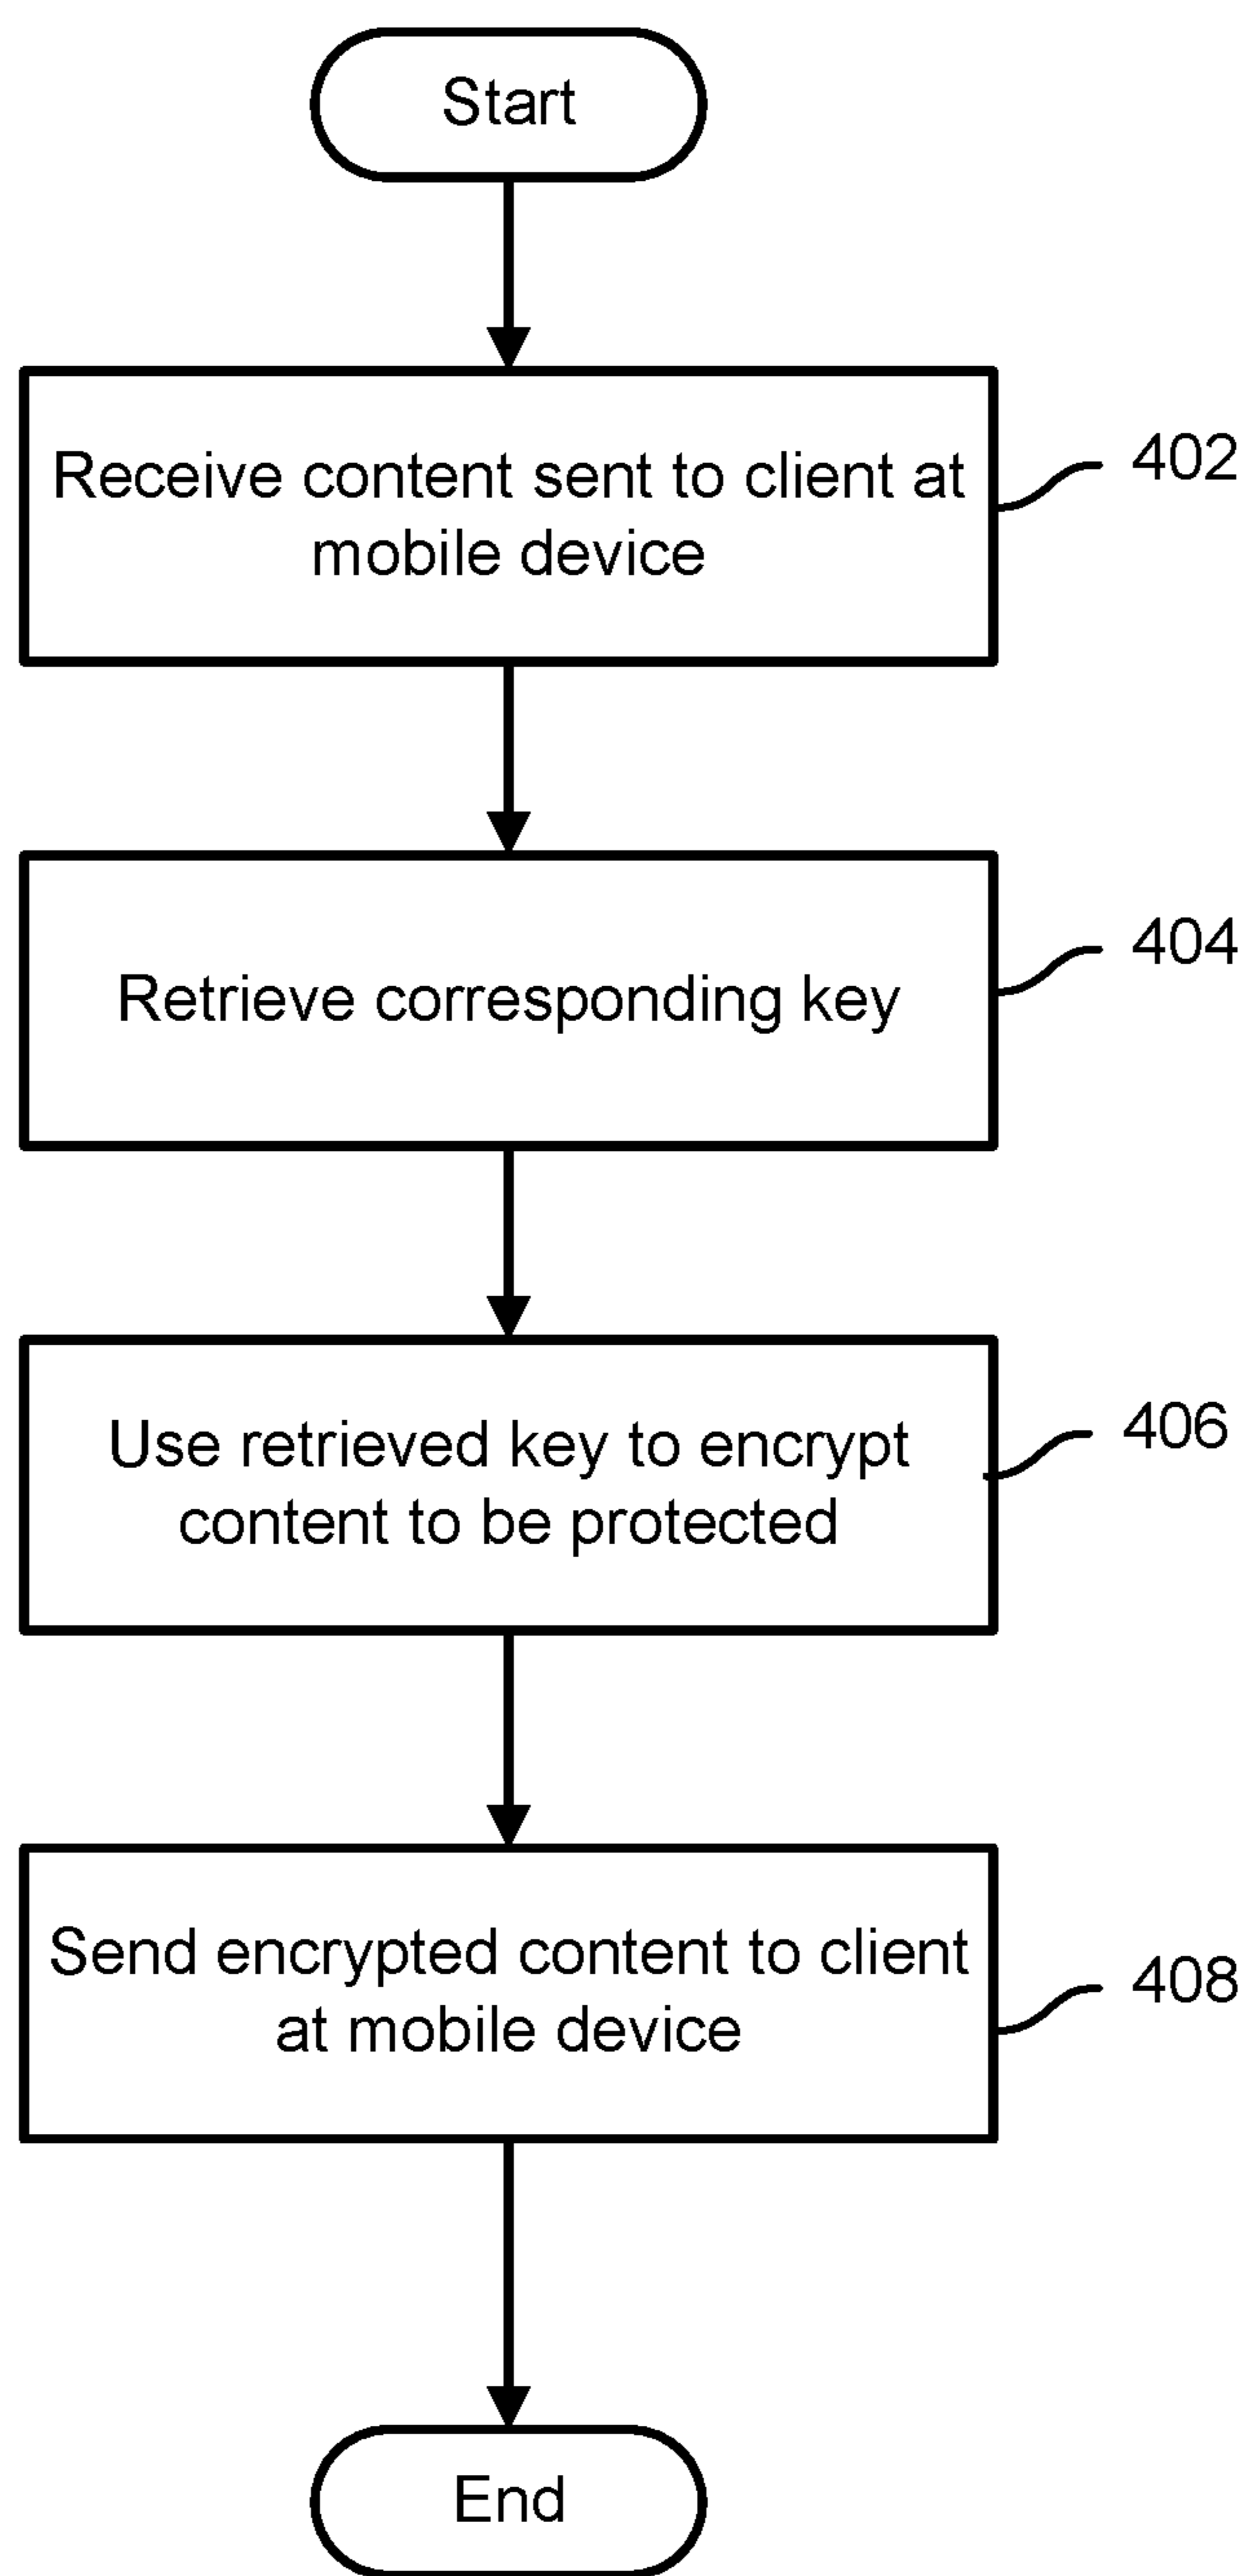 Start
Receive content sent to client at
mobile device
402
Retrieve corresponding key
404
Use retrieved key to encrypt
content to be protected
406
Send encrypted content to client
at mobile device
408
End